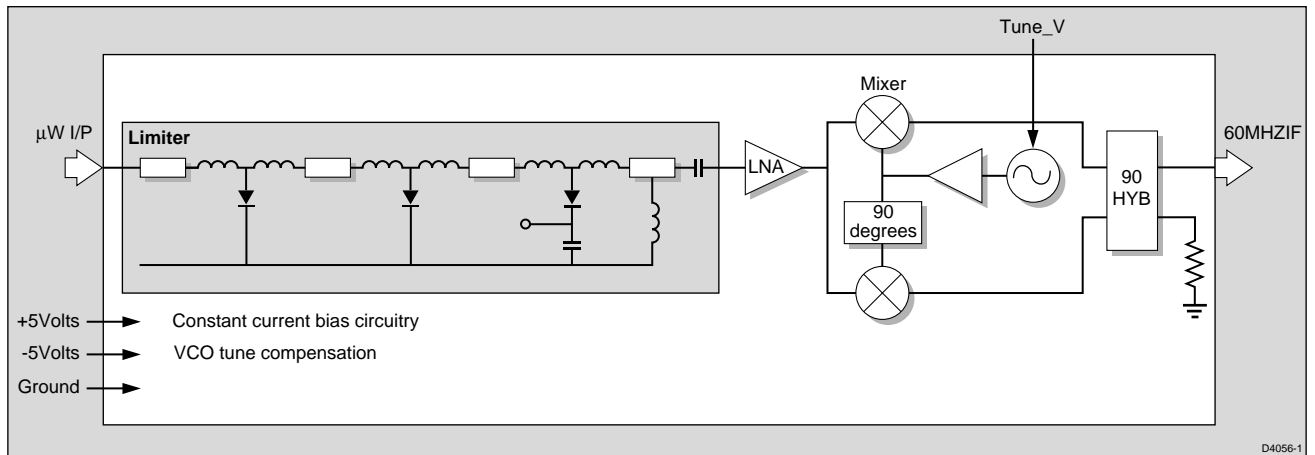 Tune_V
Mixer
µW I/P
Limiter
60MHZIF
LNA
90
HYB
90
degrees
+5Volts
Constant current bias circuitry
-5Volts
VCO tune compensation
Ground
D4056-1